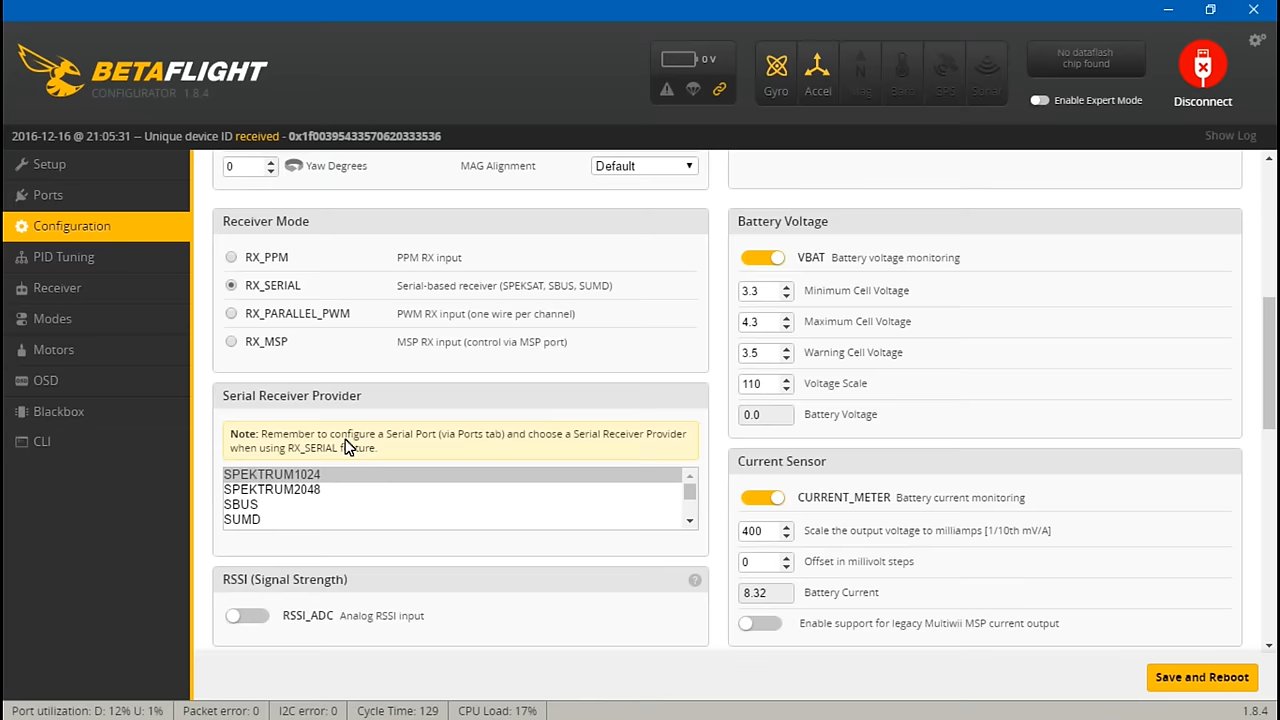 BETAFLIGHT
CONFIGURATOR 1.8.4
0 V
Gyro
Accel
Mag
Baro
GPS
Sonar
No dataflash
chip found
Enable Expert Mode
Disconnect
2016-12-16 @ 21:05:31 -- Unique device ID received - 0x1f00395433570620333536
Show Log
Setup
Ports
Configuration
PID Tuning
Receiver
Modes
Motors
OSD
Blackbox
CLI
0 Yaw Degrees
MAG Alignment Default
Receiver Mode
RX_PPM PPM RX input
RX_SERIAL Serial-based receiver (SPEKSAT, SBUS, SUMD)
RX_PARALLEL_PWM PWM RX input (one wire per channel)
RX_MSP MSP RX input (control via MSP port)
Serial Receiver Provider
Note: Remember to configure a Serial Port (via Ports tab) and choose a Serial Receiver Provider
when using RX_SERIAL feature.
SPEKTRUM1024
SPEKTRUM2048
SBUS
SUMD
RSSI (Signal Strength) ?
RSSI_ADC Analog RSSI input
Battery Voltage
VBAT Battery voltage monitoring
3.3 Minimum Cell Voltage
4.3 Maximum Cell Voltage
3.5 Warning Cell Voltage
110 Voltage Scale
0.0 Battery Voltage
Current Sensor
CURRENT_METER Battery current monitoring
400 Scale the output voltage to milliamps [1/10th mV/A]
0 Offset in millivolt steps
8.32 Battery Current
Enable support for legacy Multiwii MSP current output
Save and Reboot
Port utilization: D: 12% U: 1%
Packet error: 0
I2C error: 0
Cycle Time: 129
CPU Load: 17%
1.8.4